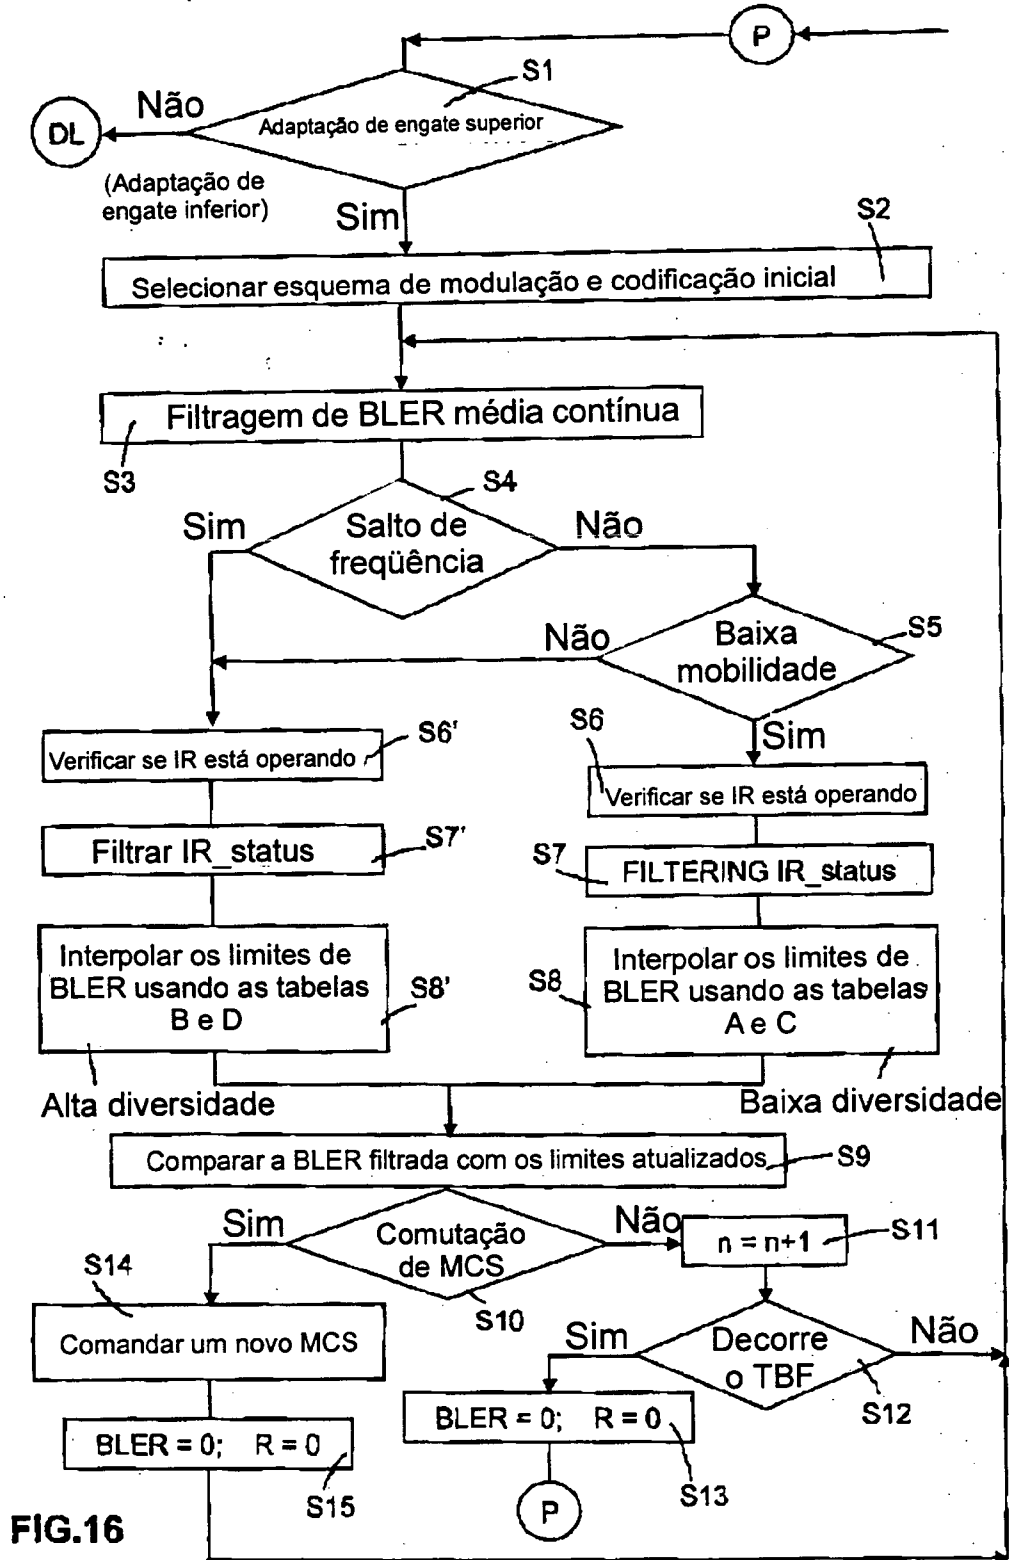 P
S1
Não
Adaptação de engate superior
DL
(Adaptação de
engate inferior)
Sim
S2
Selecionar esquema de modulação e codificação inicial
Filtragem de BLER média contínua
S3
S4
Sim
Salto de
freqüência
Não
Não
Baixa
mobilidade
S5
S6'
Verificar se IR está operando
S6
Sim
Verificar se IR está operando
Filtrar IR_status
S7'
S7
FILTERING IR_status
Interpolar os limites de
BLER usando as tabelas
B e D
S8'
S8
Interpolar os limites de
BLER usando as tabelas
A e C
Alta diversidade
Baixa diversidade
Comparar a BLER filtrada com os limites atualizados
S9
Sim
Comutação
de MCS
Não
S10
n = n+1
S11
S14
Comandar um novo MCS
Sim
Decorre
o TBF
Não
S12
BLER = 0; R = 0
S15
BLER = 0; R = 0
S13
P
FIG.16